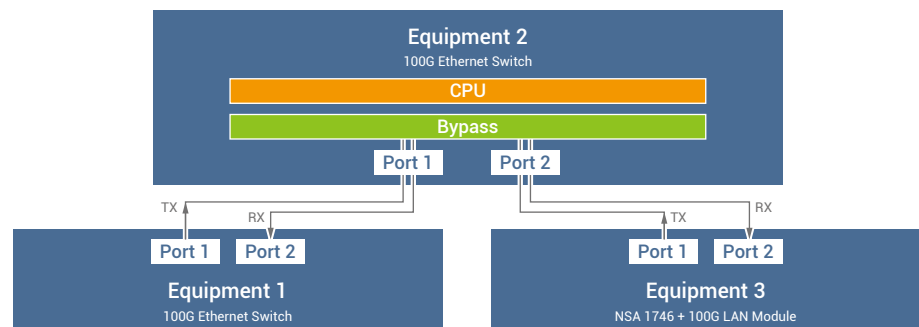 Equipment 2
100G Ethernet Switch
CPU
Bypass
Port 1 Port 2
TX RX TX RX
Port 1 Port 2 Port 1 Port 2
Equipment 1 Equipment 3
100G Ethernet Switch NSA 1746 + 100G LAN Module